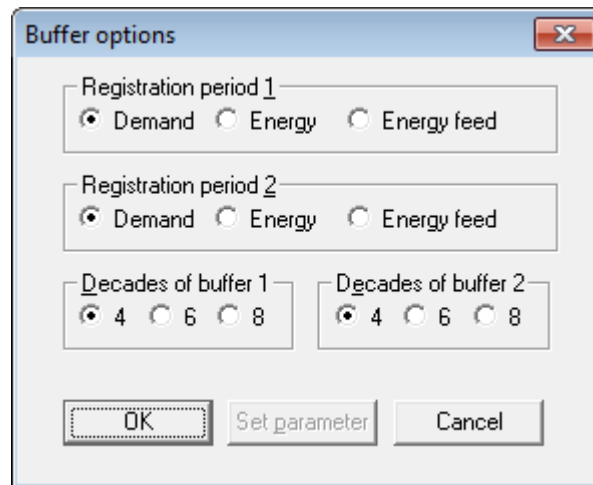 Buffer options
Registration period 1
Demand Energy Energy feed
Registration period 2
Demand Energy Energy feed
Decades of buffer 1 Decades of buffer 2
4 6 8 4 6 8
OK Set parameter Cancel